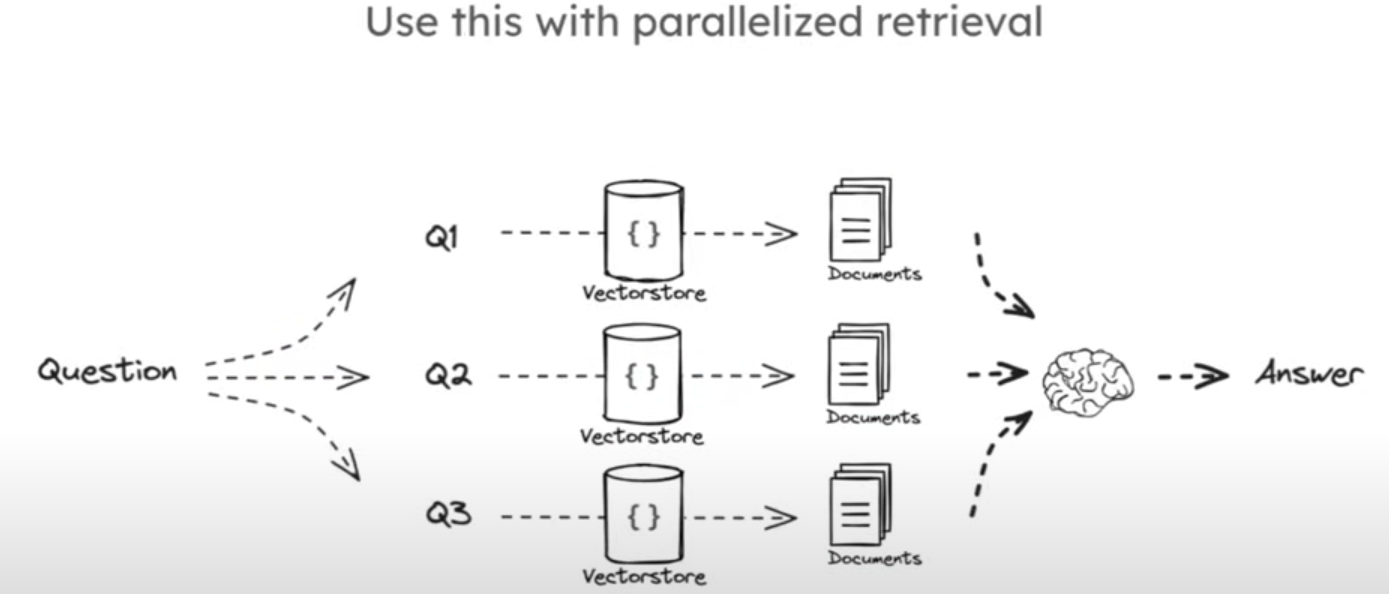 Use this with parallelized retrieval
Q1
{ }
Vectorstore
Documents
Question
Q2
{ }
Vectorstore
Documents
Answer
Q3
{ }
Vectorstore
Documents